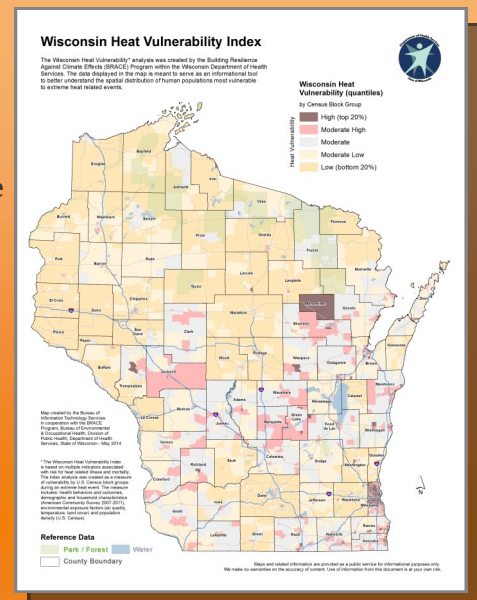 Wisconsin Heat Vulnerability Index
The Wisconsin Heat Vulnerability* analysis was created by the Building Resilience
Against Climate Effects (BRACE) Program within the Wisconsin Department of Health
Services. The data displayed in the map is meant to serve as an informational tool
to better understand the spatial distribution of human populations most vulnerable
to extreme heat related events.
Wisconsin Heat
Vulnerability (quantiles)
by Census Block Group
Heat Vulnerability
High (top 20%)
Moderate High
Moderate
Moderate Low
Low (bottom 20%)
e
Douglas
Bayfield
Ashland
Iron
Vilas
Burnett
Washburn
Sawyer
Price
Oneida
Forest
Florence
Polk
Barron
Rusk
Lincoln
Langlade
Marinette
Taylor
St Croix
Dunn
Chippewa
Marathon
Menominee
Oconto
Door
Pierce
Pepin
Eau
Claire
Clark
Shawano
Kewaunee
Buffalo
Trempealeau
Jackson
Wood
Portage
Waupaca
Outagamie
Brown
Manitowoc
La Crosse
Monroe
Juneau
Adams
Waushara
Winnebago
Calumet
Marquette
Green
Lake
Fond
du Lac
Sheboygan
Vernon
Crawford
Richland
Sauk
Columbia
Dodge
Washington
Ozaukee
Grant
Iowa
Dane
Jefferson
Waukesha
Milwaukee
Lafayette
Green
Rock
Walworth
Racine
Kenosha
N
Map created by the Bureau of
Information Technology Services
in cooperation with the BRACE
Program, Bureau of Environmental
& Occupational Health, Division of
Public Health, Department of Health
Services, State of Wisconsin - May 2014
* The Wisconsin Heat Vulnerability Index
is based on multiple indicators associated
with risk for heat related illness and mortality.
The index analysis was created as a measure
of vulnerability by U.S. Census block groups
during an extreme heat event. The measure
includes: health behaviors and outcomes,
demographic and household characteristics
(American Community Survey 2007-2011),
environmental exposure factors (air quality,
temperature, land cover) and population
density (U.S. Census).
Reference Data
Park / Forest
Water
County Boundary
Maps and related information are provided as a public service for informational purposes only.
We make no warranties on the accuracy of content. Use of information from this document is at your own risk.